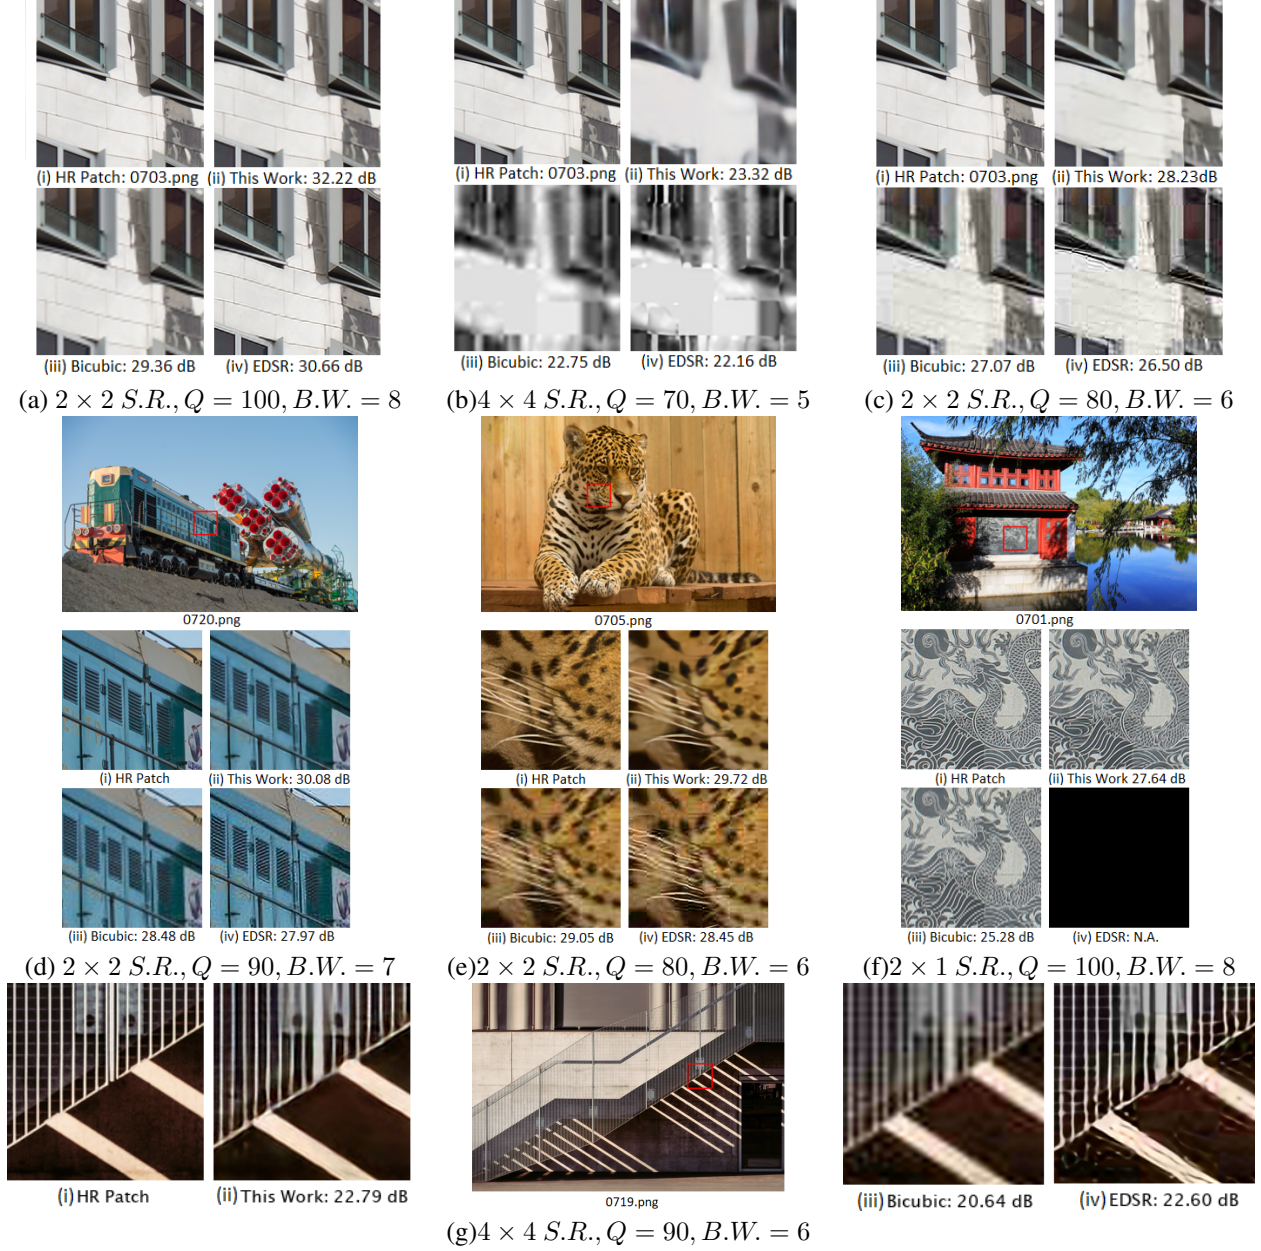 (i) HR Patch: 0703.png (ii) This Work: 32.22 dB
(iii) Bicubic: 29.36 dB (iv) EDSR: 30.66 dB
(a) 2 × 2 S.R., Q = 100, B.W. = 8
(i) HR Patch: 0703.png (ii) This Work: 23.32 dB
(iii) Bicubic: 22.75 dB (iv) EDSR: 22.16 dB
(b)4 × 4 S.R., Q = 70, B.W. = 5
(i) HR Patch: 0703.png (ii) This Work: 28.23dB
(iii) Bicubic: 27.07 dB (iv) EDSR: 26.50 dB
(c) 2 × 2 S.R., Q = 80, B.W. = 6
0720.png
(i) HR Patch (ii) This Work: 30.08 dB
(iii) Bicubic: 28.48 dB (iv) EDSR: 27.97 dB
(d) 2 × 2 S.R., Q = 90, B.W. = 7
0705.png
(i) HR Patch (ii) This Work: 29.72 dB
(iii) Bicubic: 29.05 dB (iv) EDSR: 28.45 dB
(e)2 × 2 S.R., Q = 80, B.W. = 6
0701.png
(i) HR Patch (ii) This Work 27.64 dB
(iii) Bicubic: 25.28 dB (iv) EDSR: N.A.
(f)2 × 1 S.R., Q = 100, B.W. = 8
(i) HR Patch (ii) This Work: 22.79 dB
0719.png
(iii) Bicubic: 20.64 dB (iv) EDSR: 22.60 dB
(g)4 × 4 S.R., Q = 90, B.W. = 6